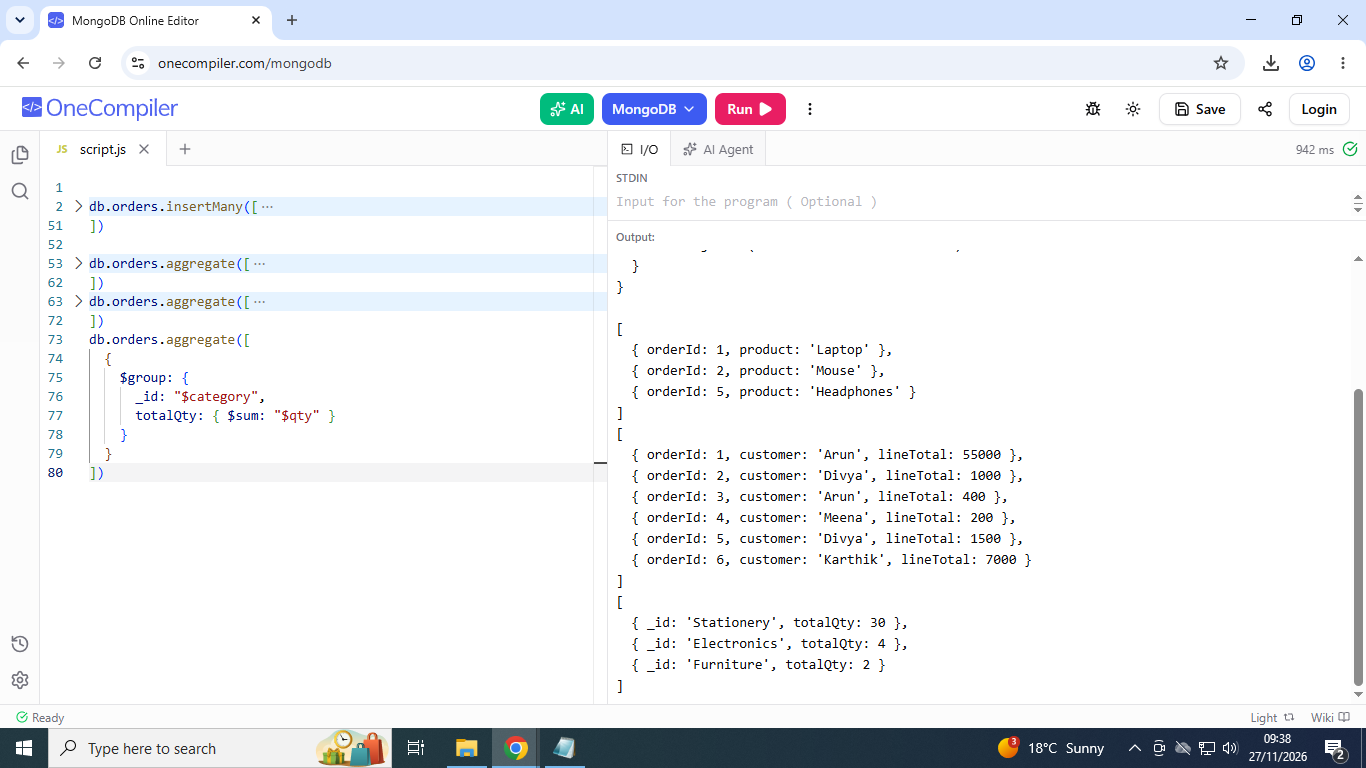 MongoDB Online Editor
onecompiler.com/mongodb
OneCompiler
AI
MongoDB
Run
Save
Login
JS script.js
I/O
AI Agent
942 ms
STDIN
Input for the program ( Optional )
Output:
1
2 db.orders.insertMany([ ···
51 ])
52
53 db.orders.aggregate([ ···
62 ])
63 db.orders.aggregate([ ···
72 ])
73 db.orders.aggregate([
74 {
75 $group: {
76 _id: "$category",
77 totalQty: { $sum: "$qty" }
78 }
79 }
80 ])
}
}
[
{ orderId: 1, product: 'Laptop' },
{ orderId: 2, product: 'Mouse' },
{ orderId: 5, product: 'Headphones' }
]
[
{ orderId: 1, customer: 'Arun', lineTotal: 55000 },
{ orderId: 2, customer: 'Divya', lineTotal: 1000 },
{ orderId: 3, customer: 'Arun', lineTotal: 400 },
{ orderId: 4, customer: 'Meena', lineTotal: 200 },
{ orderId: 5, customer: 'Divya', lineTotal: 1500 },
{ orderId: 6, customer: 'Karthik', lineTotal: 7000 }
]
[
{ _id: 'Stationery', totalQty: 30 },
{ _id: 'Electronics', totalQty: 4 },
{ _id: 'Furniture', totalQty: 2 }
]
Ready
Light
Wiki
Type here to search
3
18°C Sunny
09:38
27/11/2026
2